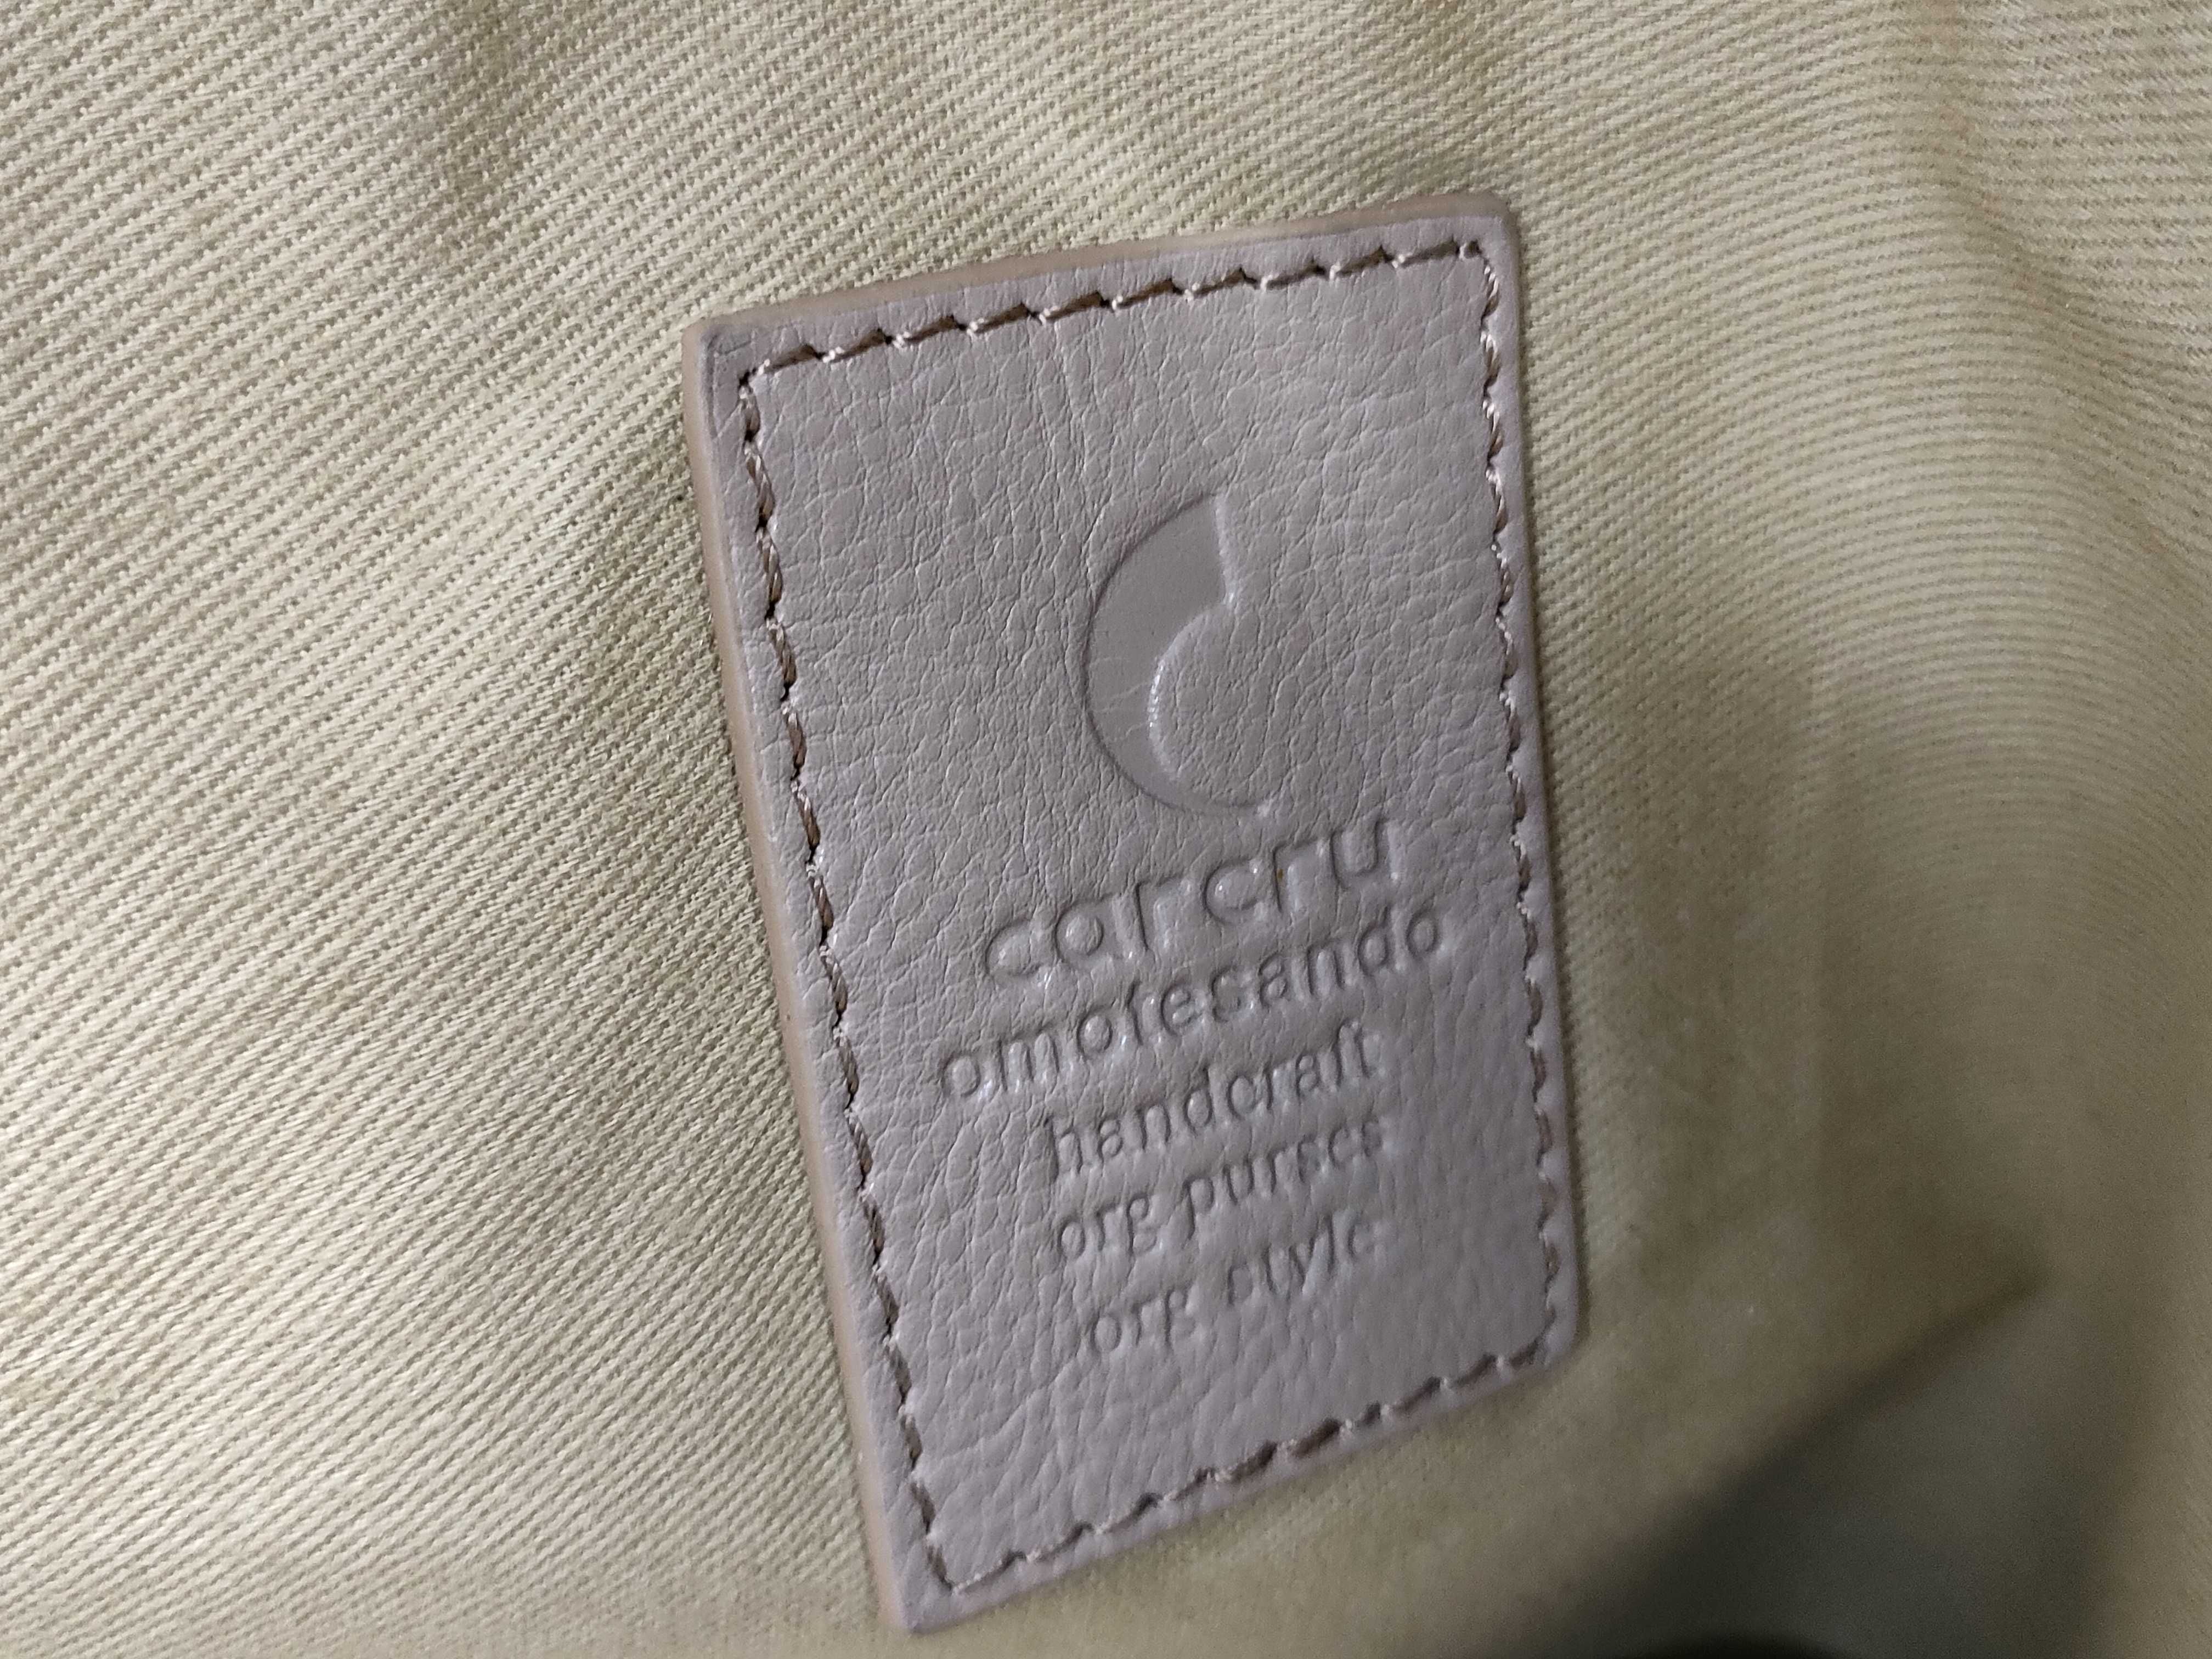 carcru
omotesando
handcraft
org purses
org style